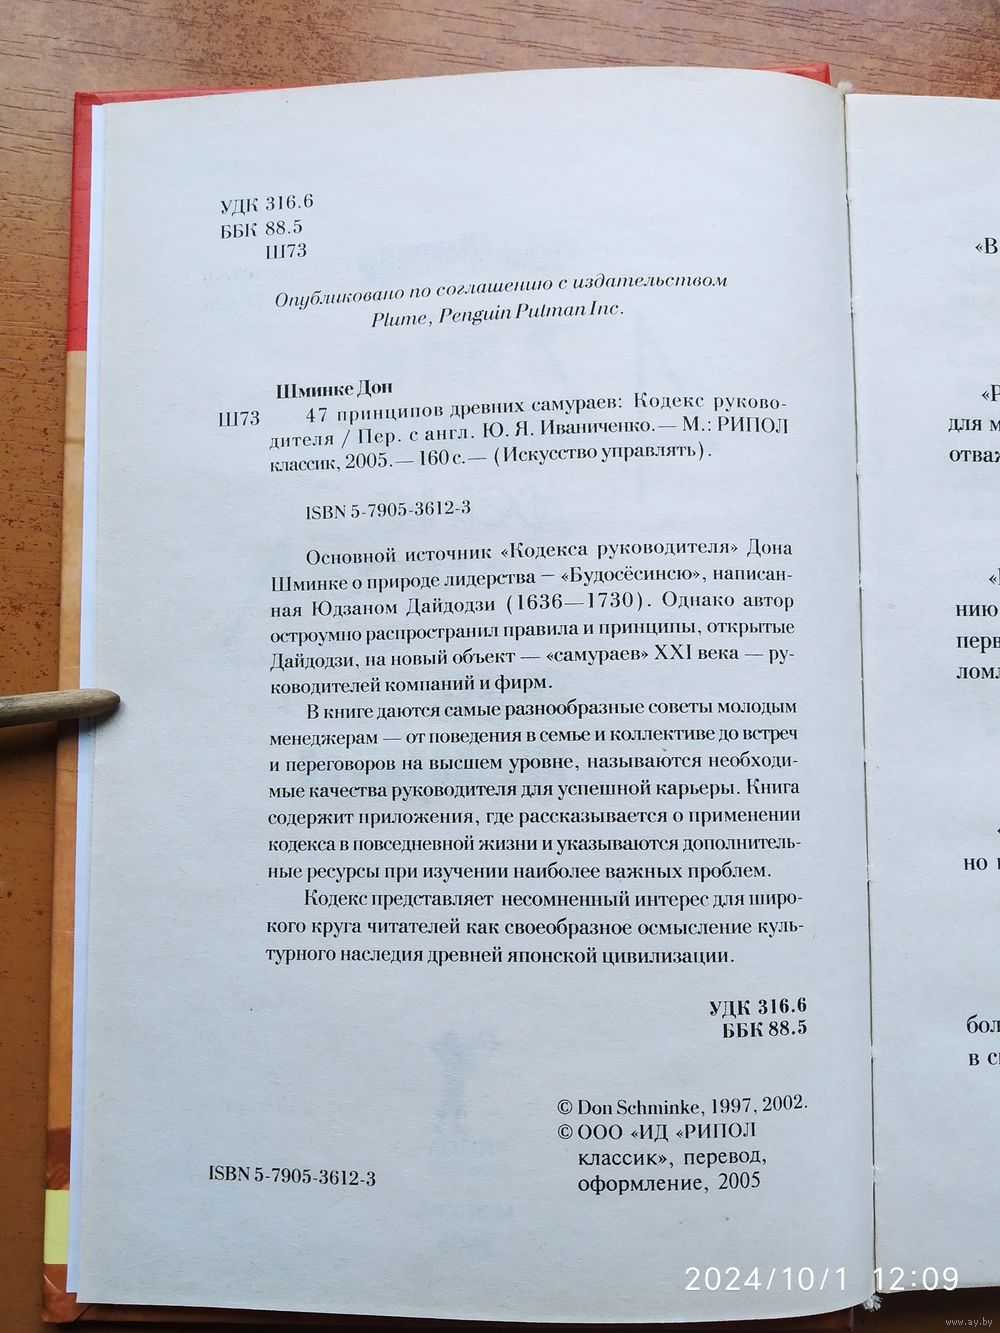 УДК 316.6
ББК 88.5
Ш73
Опубликовано по соглашению с издательством
Plume, Penguin Putman Inc.
Шминке Дон
Ш73 47 принципов древних самураев: Кодекс руково-
дителя / Пер. с англ. Ю. Я. Иваниченко.— М.: РИПОЛ
классик, 2005.— 160 с.— (Искусство управлять).
ISBN 5-7905-3612-3
Основной источник «Кодекса руководителя» Дона
Шминке о природе лидерства — «Будосёсинсю», написан-
ная Юдзаном Дайдодзи (1636—1730). Однако автор
остроумно распространил правила и принципы, открытые
Дайдодзи, на новый объект — «самураев» XXI века — ру-
ководителей компаний и фирм.
В книге даются самые разнообразные советы молодым
менеджерам — от поведения в семье и коллективе до встреч
и переговоров на высшем уровне, называются необходи-
мые качества руководителя для успешной карьеры. Книга
содержит приложения, где рассказывается о применении
кодекса в повседневной жизни и указываются дополнитель-
ные ресурсы при изучении наиболее важных проблем.
Кодекс представляет несомненный интерес для широ-
кого круга читателей как своеобразное осмысление куль-
турного наследия древней японской цивилизации.
УДК 316.6
ББК 88.5
© Don Schminke, 1997, 2002.
© ООО «ИД «РИПОЛ
классик», перевод,
оформление, 2005
ISBN 5-7905-3612-3
«В
«Р
для м
отваж
нию
перв
ломл
но
бол
в с
2024/10/1 12:09
www.ay.by